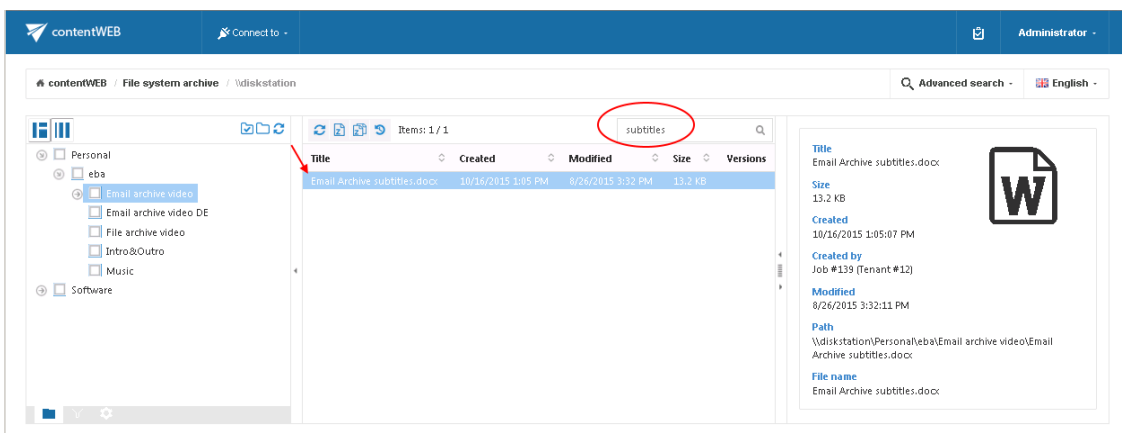 contentWEB
Connect to
Administrator
contentWEB / File system archive / \\diskstation
Advanced search
English
Items: 1 / 1
subtitles
Personal
eba
Email archive video
Email archive video DE
File archive video
Intro&Outro
Music
Software
Title Created Modified Size Versions
Email Archive subtitles.docx 10/16/2015 1:05 PM 8/26/2015 3:32 PM 13.2 KB
Title
Email Archive subtitles.docx
W
Size
13.2 KB
Created
10/16/2015 1:05:07 PM
Created by
Job #139 (Tenant #12)
Modified
8/26/2015 3:32:11 PM
Path
\\diskstation\Personal\eba\Email archive video\Email
Archive subtitles.docx
File name
Email Archive subtitles.docx